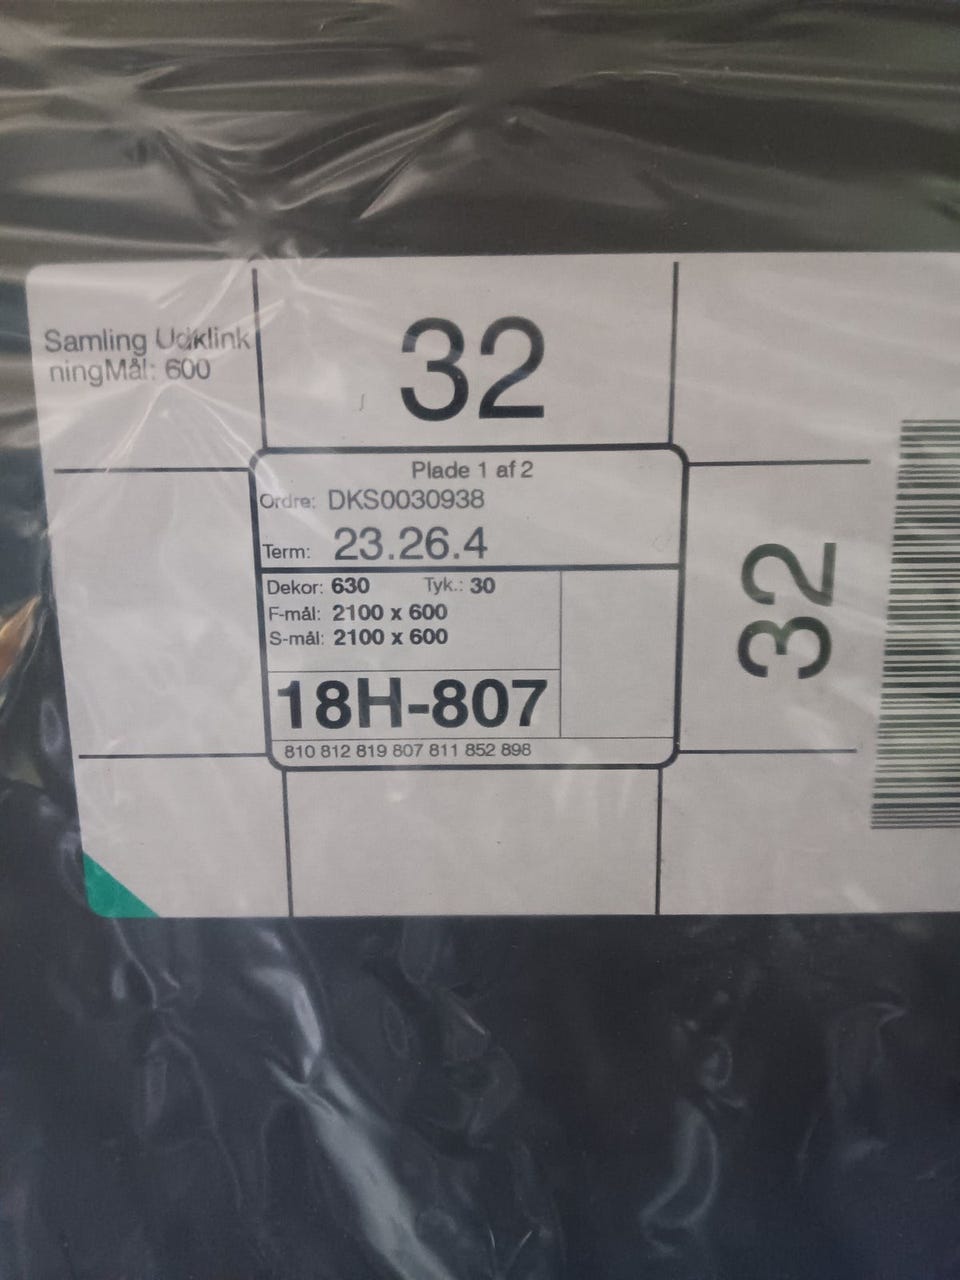 Samling Udklink
ningMål: 600
32
Plade 1 af 2
Ordre: DKS0030938
Term: 23.26.4
Dekor: 630 Tyk.: 30
F-mål: 2100 x 600
S-mål: 2100 x 600
18H-807
810 812 819 807 811 852 898
32